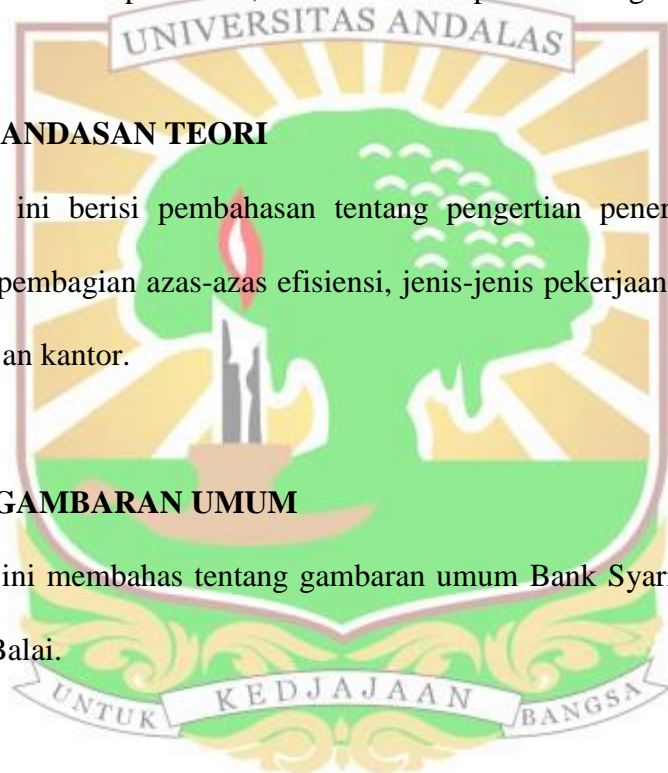 UNIVERSITAS ANDALAS
ANDASAN TEORI
ini berisi pembahasan tentang pengertian pener
pembagian azas-azas efisiensi, jenis-jenis pekerjaan
an kantor.
GAMBARAN UMUM
ini membahas tentang gambaran umum Bank Syar
Balai.
UNTUK KEDJAJAAN BANGSA